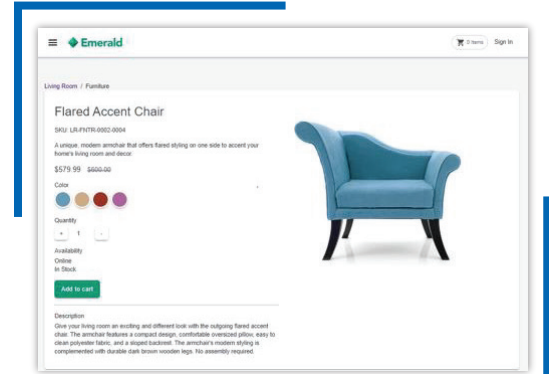 Emerald
0 items
Sign In
Living Room / Furniture
Flared Accent Chair
SKU: LR-FNTR-0002-0004
A unique, modern armchair that offers flared styling on one side to accent your
home's living room and decor.
$579.99 $600.00
Color
Quantity
+ 1 -
Availability
Online
In Stock
Add to cart
Description
Give your living room an exciting and different look with the outgoing flared accent
chair. The armchair features a compact design, comfortable oversized pillow, easy to
clean polyester fabric, and a sloped backrest. The armchair's modern styling is
complemented with durable dark brown wooden legs. No assembly required.